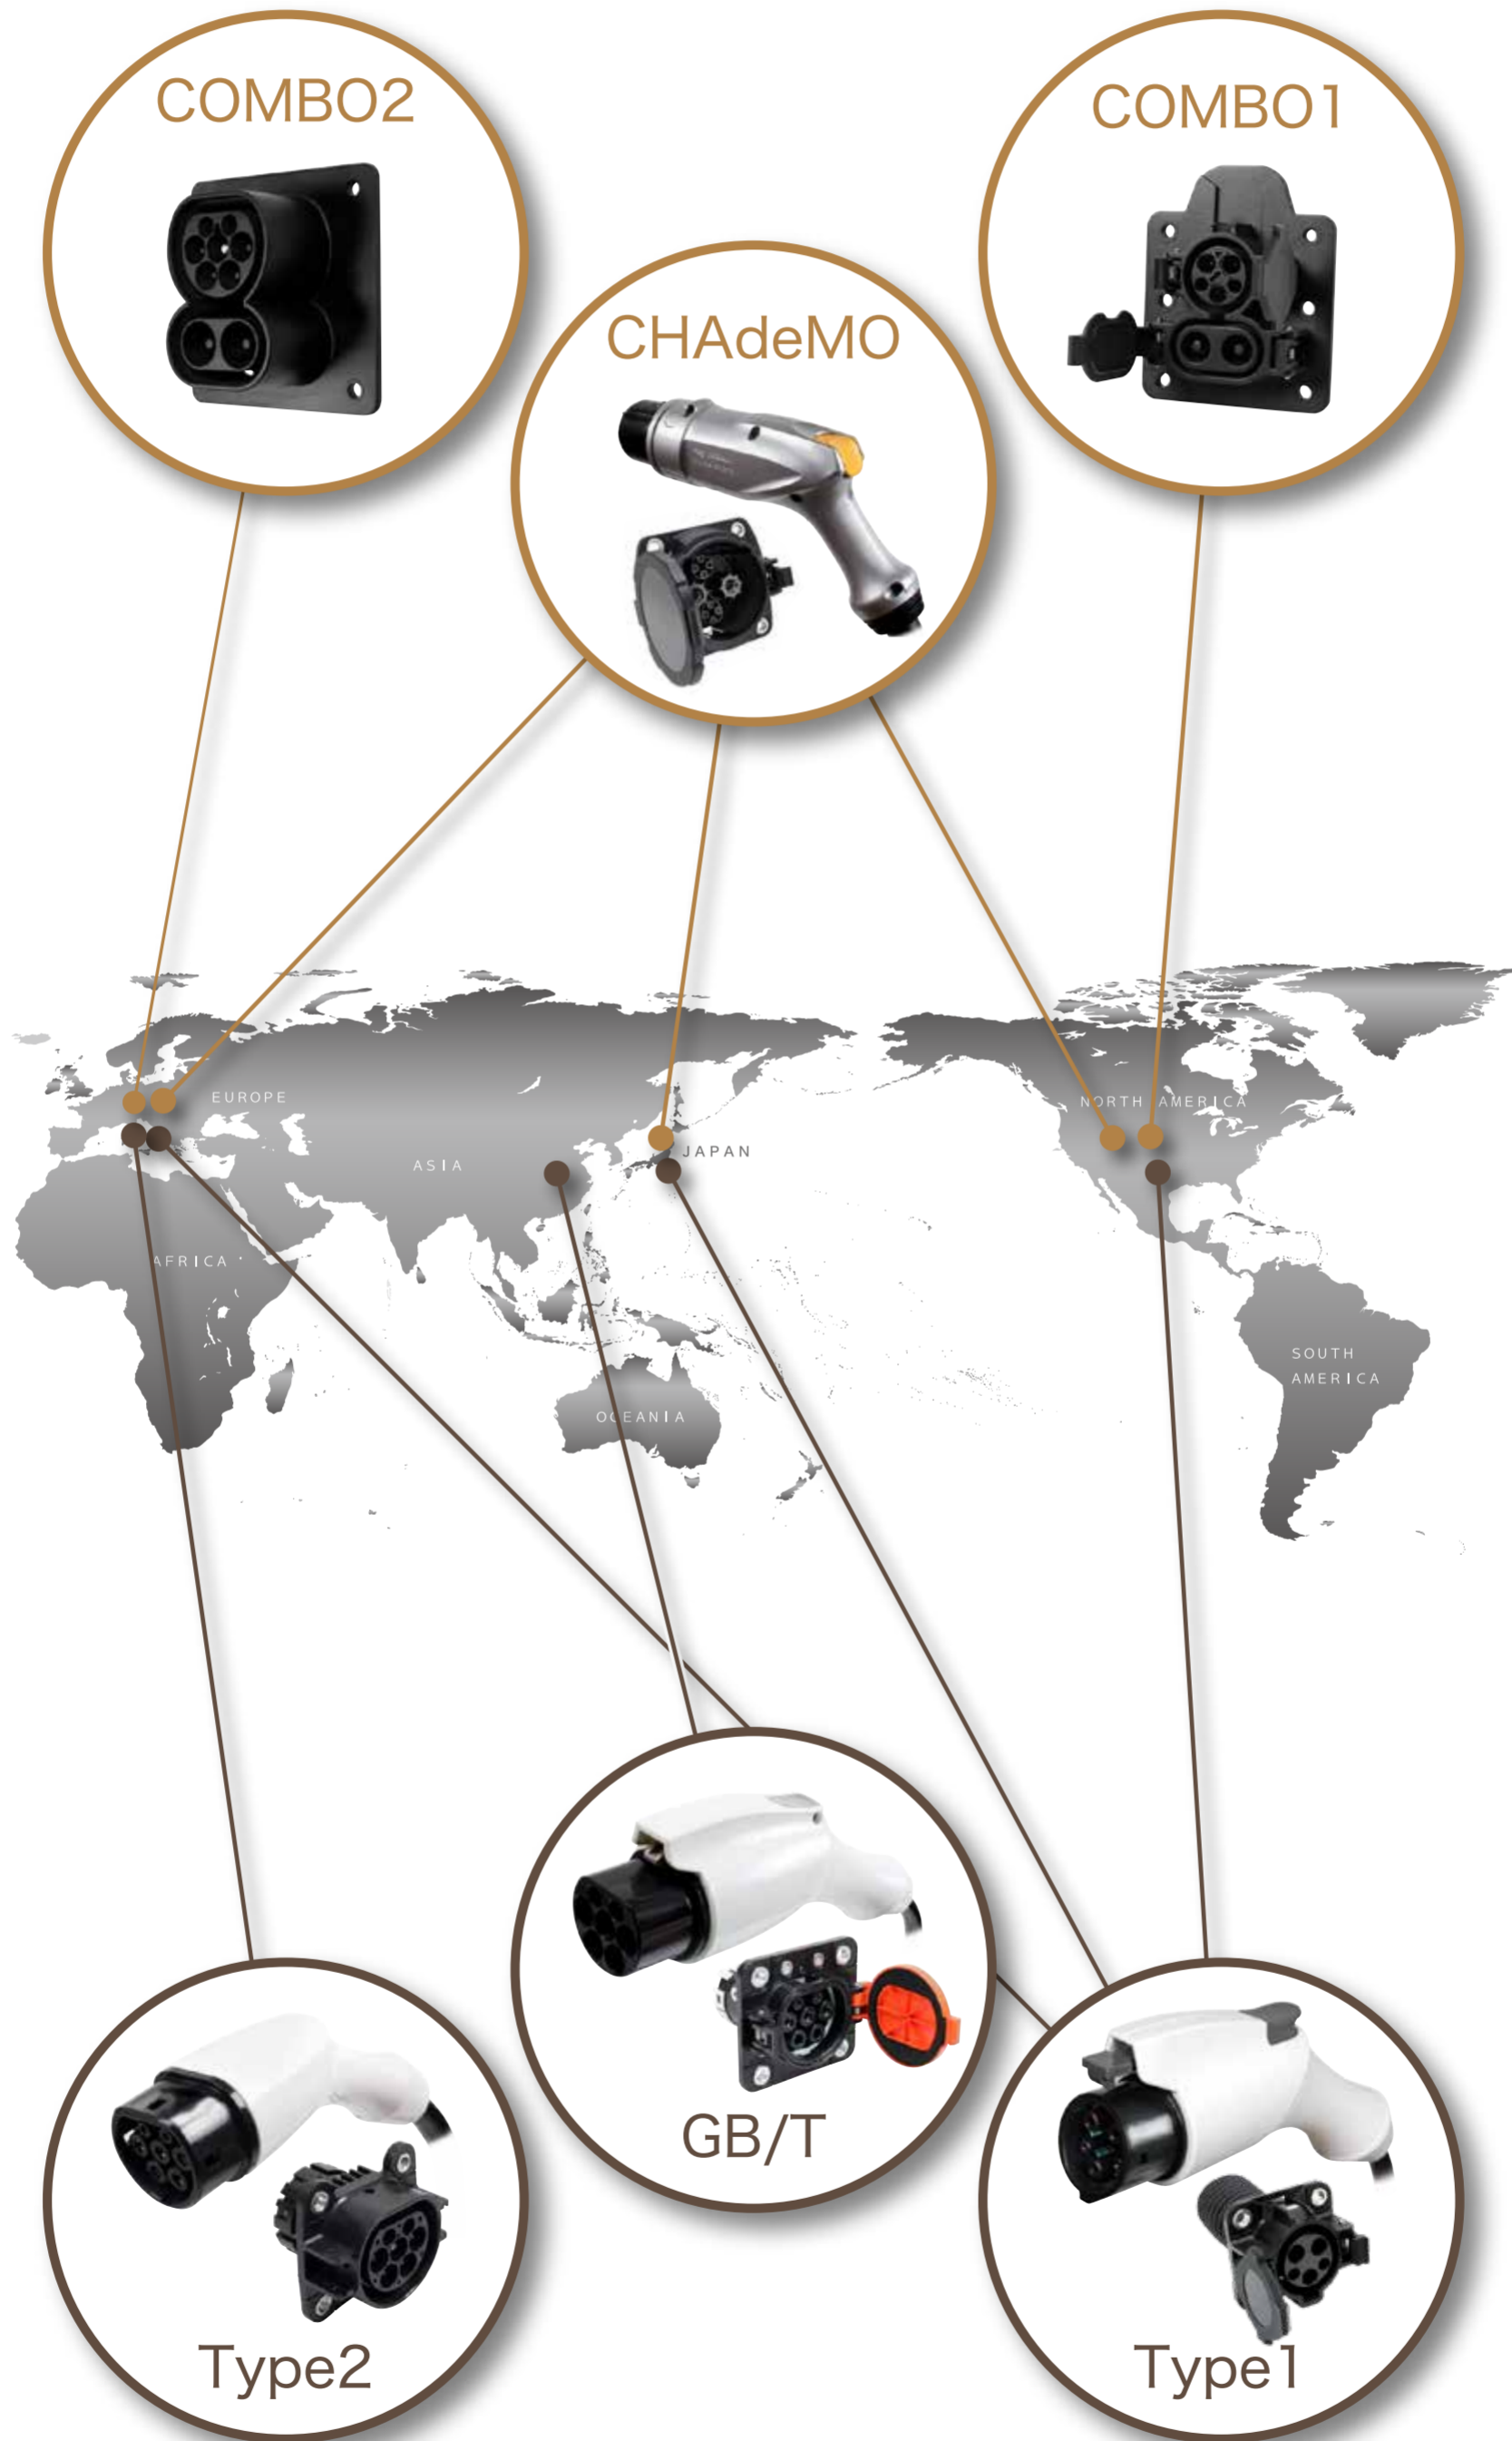 COMBO2
COMBO1
CHAdeMO
EUROPE
NORTH AMERICA
JAPAN
ASIA
AFRICA
SOUTH
AMERICA
OCEANIA
GB/T
Type2
Type1